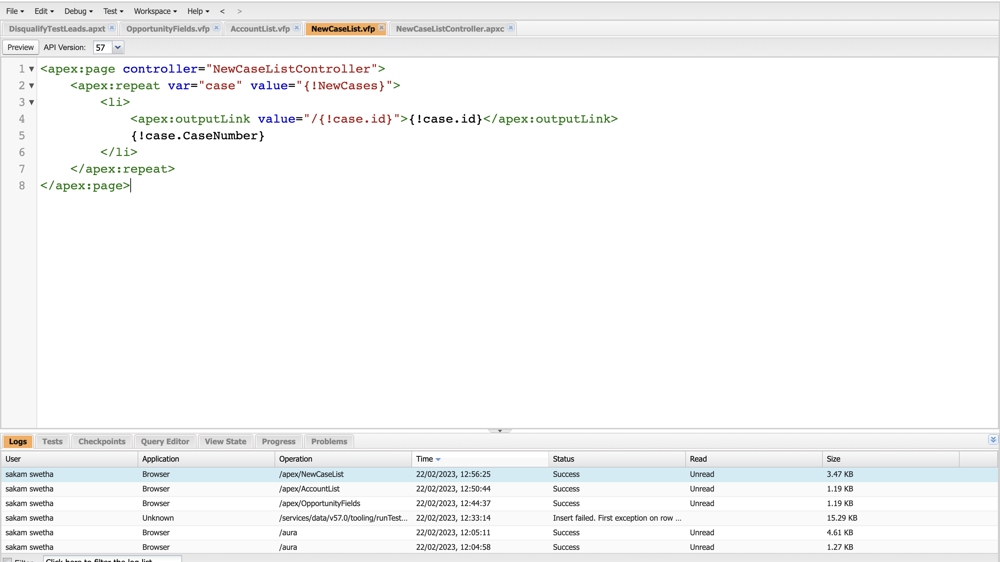 File Edit Debug Test Workspace Help < >
DisqualifyTestLeads.apxt OpportunityFields.vfp AccountList.vfp NewCaseList.vfp NewCaseListController.apxc
Preview API Version: 57
1 <apex:page controller="NewCaseListController">
2 <apex:repeat var="case" value="{!NewCases}">
3 <li>
4 <apex:outputLink value="/{!case.id}">{!case.id}</apex:outputLink>
5 {!case.CaseNumber}
6 </li>
7 </apex:repeat>
8 </apex:page>
Logs Tests Checkpoints Query Editor View State Progress Problems
User Application Operation Time Status Read Size
sakam swetha Browser /apex/NewCaseList 22/02/2023, 12:56:25 Success Unread 3.47 KB
sakam swetha Browser /apex/AccountList 22/02/2023, 12:50:44 Success Unread 1.19 KB
sakam swetha Browser /apex/OpportunityFields 22/02/2023, 12:44:37 Success Unread 1.19 KB
sakam swetha Unknown /services/data/v57.0/tooling/runTest... 22/02/2023, 12:33:14 Insert failed. First exception on row ... 15.29 KB
sakam swetha Browser /aura 22/02/2023, 12:05:11 Success Unread 4.61 KB
sakam swetha Browser /aura 22/02/2023, 12:04:58 Success Unread 1.27 KB
Filter Click here to filter the log list